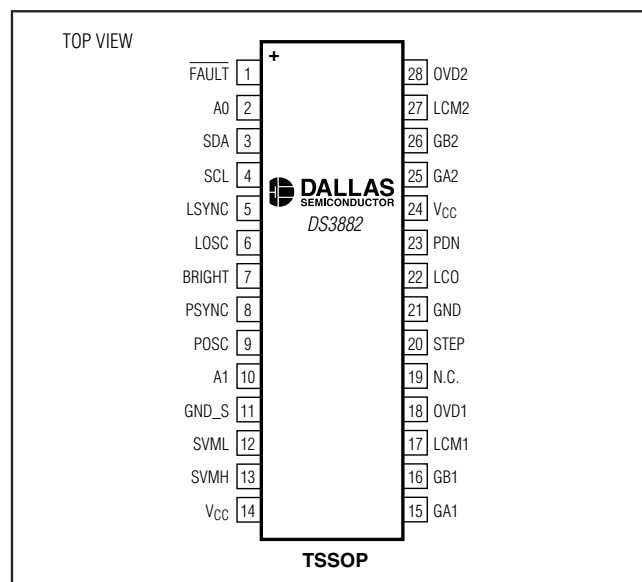 TOP VIEW
+
FAULT 1
A0 2
SDA 3
SCL 4
LSYNC 5
LOSC 6
BRIGHT 7
PSYNC 8
POSC 9
A1 10
GND_S 11
SVML 12
SVMH 13
VCC 14
DALLAS
SEMICONDUCTOR
DS3882
28 OVD2
27 LCM2
26 GB2
25 GA2
24 VCC
23 PDN
22 LCO
21 GND
20 STEP
19 N.C.
18 OVD1
17 LCM1
16 GB1
15 GA1
TSSOP